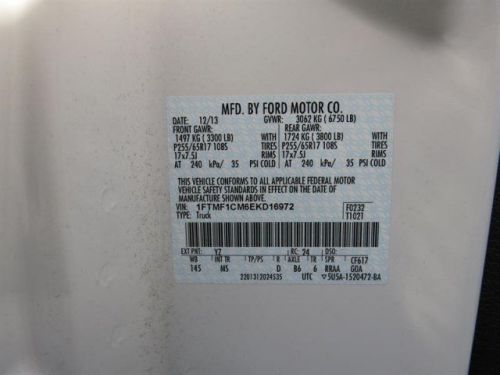 MFD. BY FORD MOTOR CO.
DATE: 12/13 GVWR: 3062 KG ( 6750 LB)
FRONT GAWR: REAR GAWR:
1497 KG ( 3300 LB) WITH 1724 KG ( 3800 LB) WITH
P255/65R17 108S TIRES P255/65R17 108S TIRES
17x7.5J RIMS 17x7.5J RIMS
AT 240 kPa/ 35 PSI COLD AT 240 kPa/ 35 PSI COLD
THIS VEHICLE CONFORMS TO ALL APPLICABLE FEDERAL MOTOR
VEHICLE SAFETY STANDARDS IN EFFECT ON THE DATE OF
MANUFACTURE SHOWN ABOVE.
VIN: 1FTMF1CM6EKD16972 F0232
TYPE: Truck T1021
EXT PNT: YZ RC: 24 DSO:
WB INT TR TP/PS R AXLE TR SPR CF617
145 MS D B6 6 RRAA GOA
2201312024535 UTC 5U5A-1520472-BA